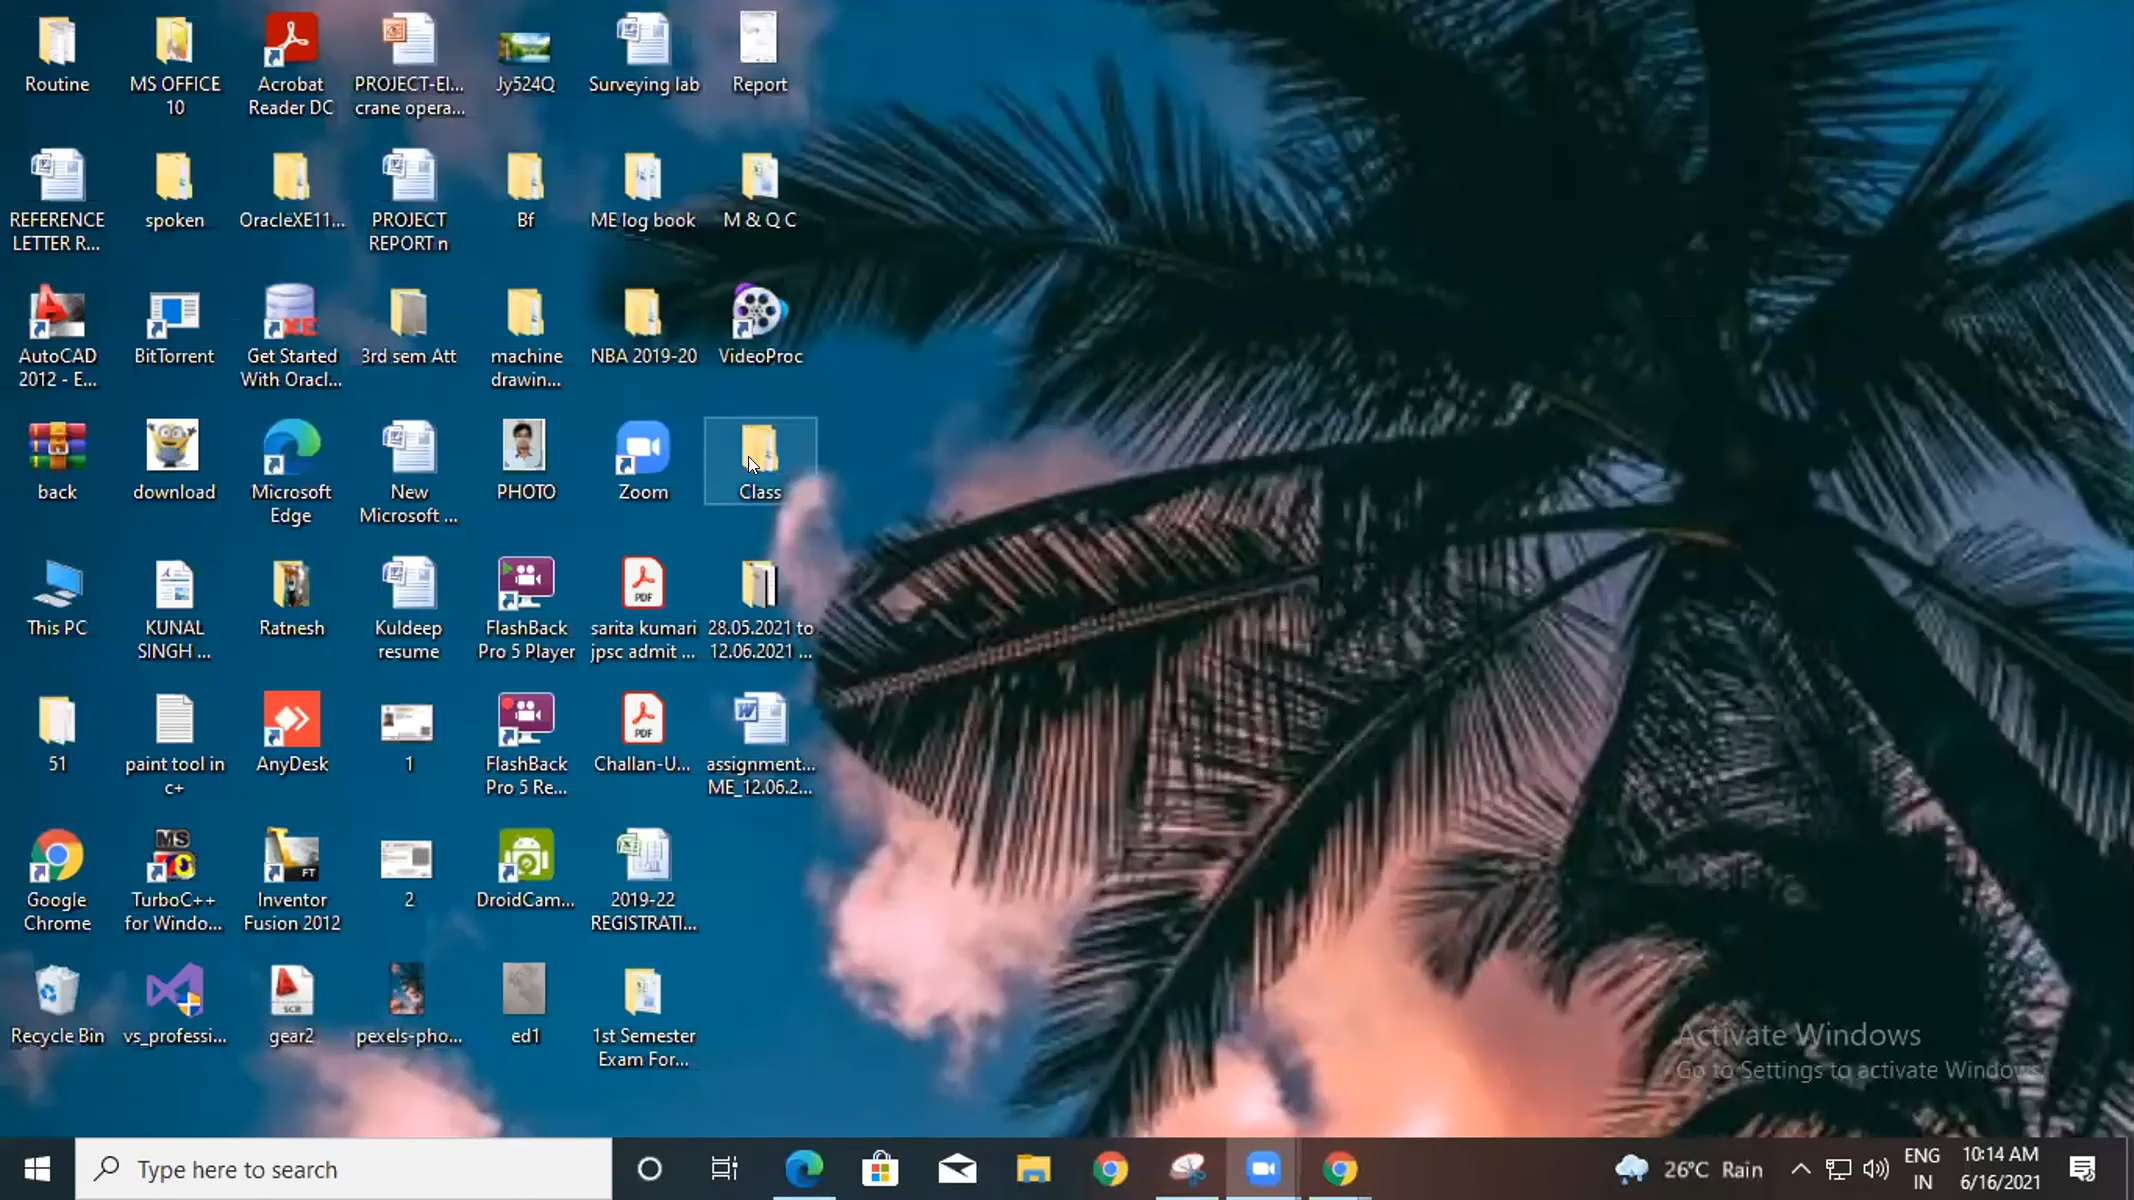 Routine
MS OFFICE
10
Acrobat
Reader DC
PROJECT-El...
crane opera...
Jy524Q
Surveying lab
Report
REFERENCE
LETTER R...
spoken
OracleXE11...
PROJECT
REPORT n
Bf
ME log book
M & Q C
AutoCAD
2012 - E...
BitTorrent
Get Started
With Oracl...
3rd sem Att
machine
drawin...
NBA 2019-20
VideoProc
back
download
Microsoft
Edge
New
Microsoft ...
PHOTO
Zoom
Class
This PC
KUNAL
SINGH ...
Ratnesh
Kuldeep
resume
FlashBack
Pro 5 Player
sarita kumari
jpsc admit ...
28.05.2021 to
12.06.2021 ...
51
paint tool in
c+
AnyDesk
1
FlashBack
Pro 5 Re...
Challan-U...
assignment...
ME_12.06.2...
Google
Chrome
TurboC++
for Windo...
Inventor
Fusion 2012
2
DroidCam...
2019-22
REGISTRATI...
Recycle Bin
vs_professi...
gear2
pexels-pho...
ed1
1st Semester
Exam For...
Activate Windows
Go to Settings to activate Windows.
Type here to search
26°C Rain
ENG
IN
10:14 AM
6/16/2021